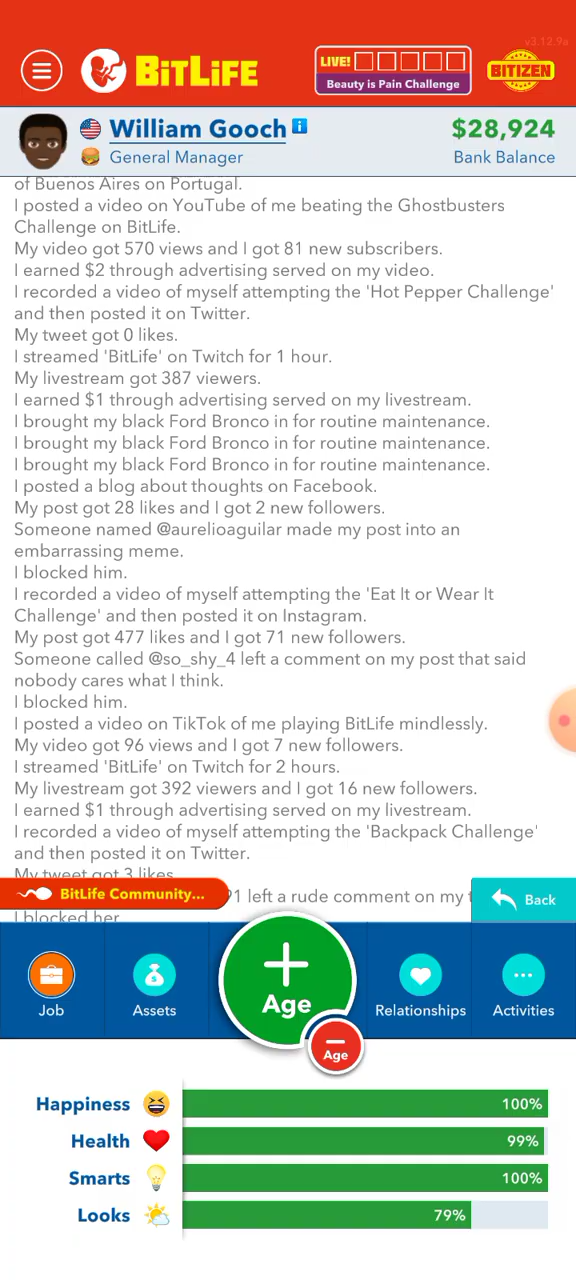 v3.12.9a
BITLIFE
LIVE!
Beauty is Pain Challenge
BITIZEN
William Gooch i
$28,924
General Manager
Bank Balance
of Buenos Aires on Portugal.
I posted a video on YouTube of me beating the Ghostbusters
Challenge on BitLife.
My video got 570 views and I got 81 new subscribers.
I earned $2 through advertising served on my video.
I recorded a video of myself attempting the 'Hot Pepper Challenge'
and then posted it on Twitter.
My tweet got 0 likes.
I streamed 'BitLife' on Twitch for 1 hour.
My livestream got 387 viewers.
I earned $1 through advertising served on my livestream.
I brought my black Ford Bronco in for routine maintenance.
I brought my black Ford Bronco in for routine maintenance.
I brought my black Ford Bronco in for routine maintenance.
I posted a blog about thoughts on Facebook.
My post got 28 likes and I got 2 new followers.
Someone named @aurelioaguilar made my post into an
embarrassing meme.
I blocked him.
I recorded a video of myself attempting the 'Eat It or Wear It
Challenge' and then posted it on Instagram.
My post got 477 likes and I got 71 new followers.
Someone called @so_shy_4 left a comment on my post that said
nobody cares what I think.
I blocked him.
I posted a video on TikTok of me playing BitLife mindlessly.
My video got 96 views and I got 7 new followers.
I streamed 'BitLife' on Twitch for 2 hours.
My livestream got 392 viewers and I got 16 new followers.
I earned $1 through advertising served on my livestream.
I recorded a video of myself attempting the 'Backpack Challenge'
and then posted it on Twitter.
My tweet got 3 likes.
BitLife Community...
left a rude comment on my
Back
I blocked her.
Age
Job
Assets
Relationships
Activities
Age
Happiness
100%
Health
99%
Smarts
100%
Looks
79%